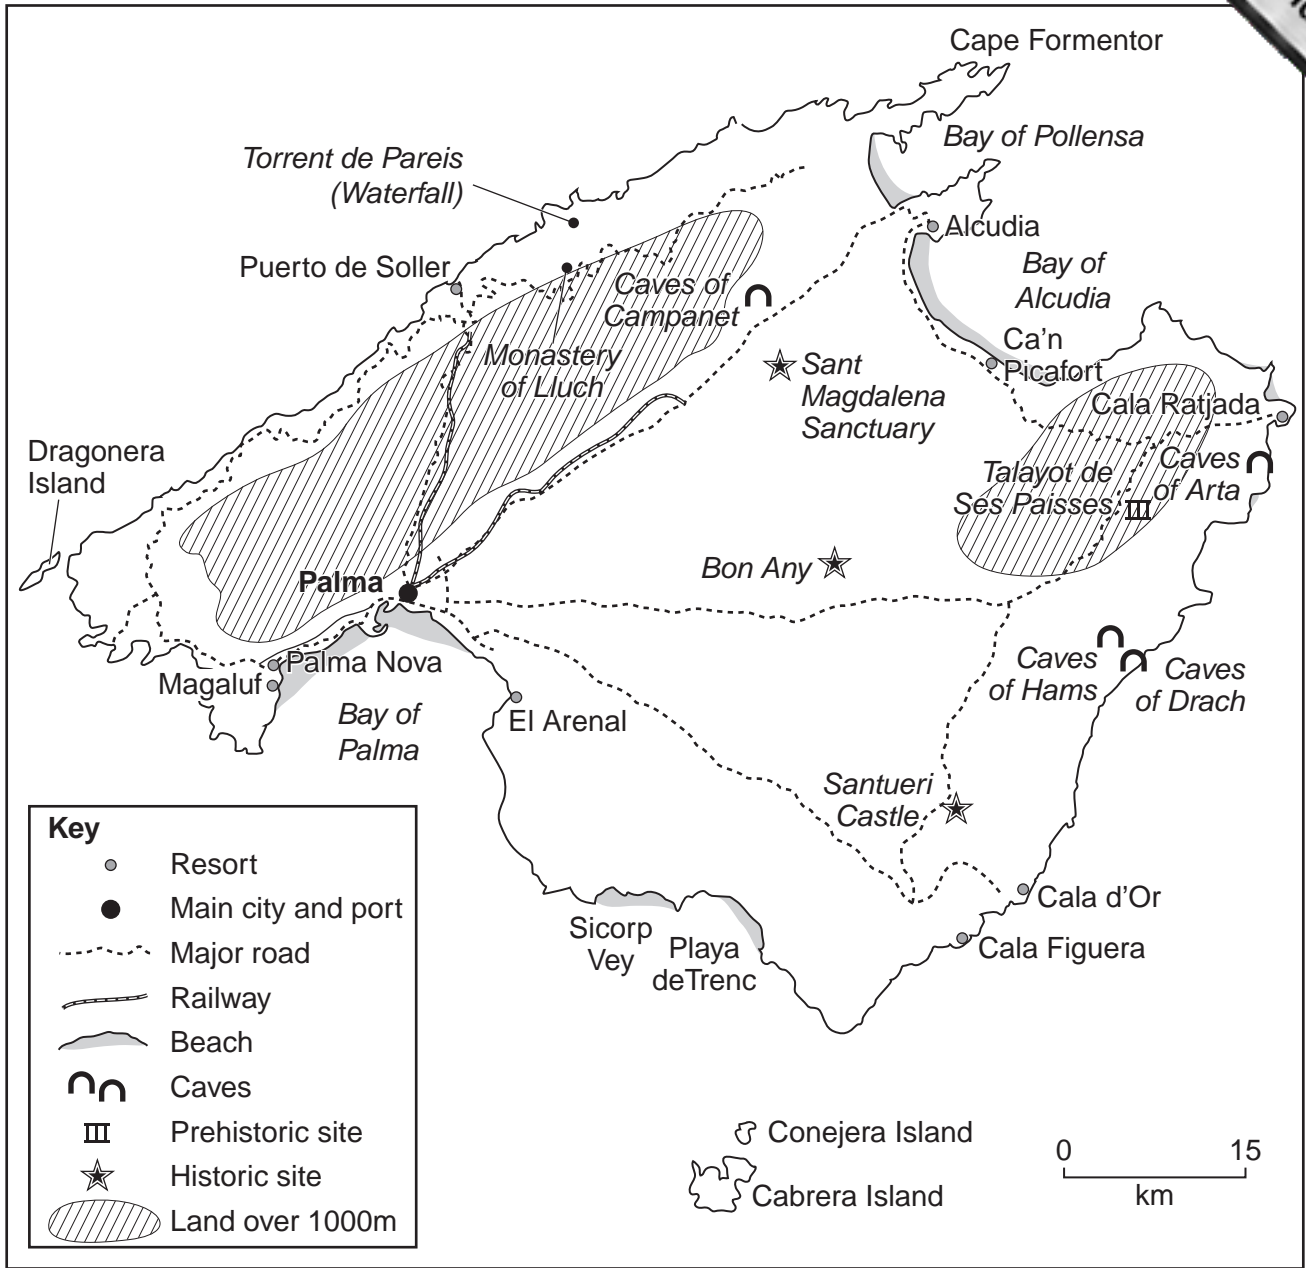 Cape Formentor
Bay of Pollensa
Torrent de Pareis
(Waterfall)
Alcudia
Puerto de Soller
Bay of
Alcudia
Caves of
Campanet
Monastery
of Lluch
Ca'n
Picafort
Sant
Magdalena
Sanctuary
Cala Ratjada
Dragonera
Island
Caves
of Arta
Talayot de
Ses Paisses
Bon Any
Palma
Palma Nova
Magaluf
Caves
of Hams
Caves
of Drach
Bay of
Palma
El Arenal
Santueri
Castle
Cala d'Or
Sicorp
Vey
Playa
deTrenc
Cala Figuera
Key
Resort
Main city and port
Major road
Railway
Beach
Caves
Prehistoric site
Historic site
Land over 1000m
Conejera Island
Cabrera Island
0 15
km